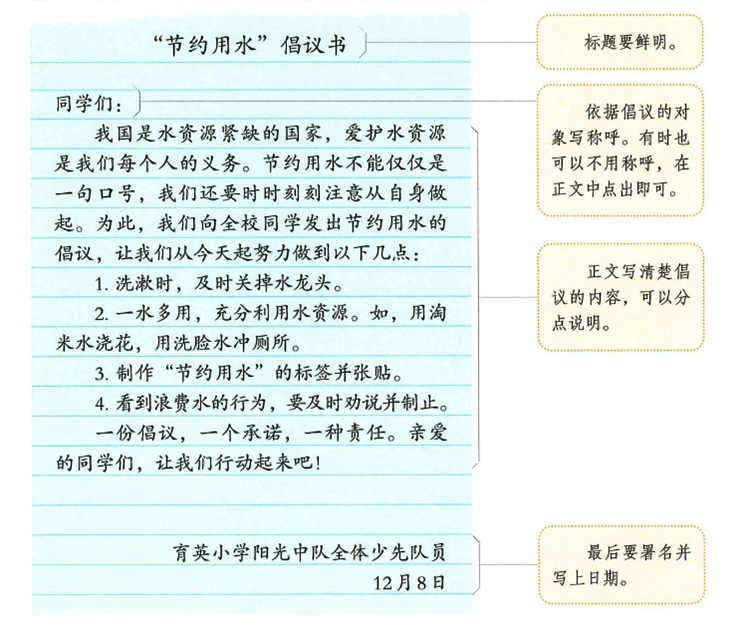 “节约用水”倡议书
标题要鲜明。
同学们：
依据倡议的对
象写称呼。有时也
可以不用称呼，在
正文中点出即可。
我国是水资源紧缺的国家，爱护水资源
是我们每个人的义务。节约用水不能仅仅是
一句口号，我们还要时时刻刻注意从自身做
起。为此，我们向全校同学发出节约用水的
倡议，让我们从今天起努力做到以下几点：
1. 洗漱时，及时关掉水龙头。
2. 一水多用，充分利用水资源。如，用淘
米水浇花，用洗脸水冲厕所。
3. 制作“节约用水”的标签并张贴。
4. 看到浪费水的行为，要及时劝说并制止。
一份倡议，一个承诺，一种责任。亲爱
的同学们，让我们行动起来吧！
正文写清楚倡
议的内容，可以分
点说明。
育英小学阳光中队全体少先队员
12月8日
最后要署名并
写上日期。